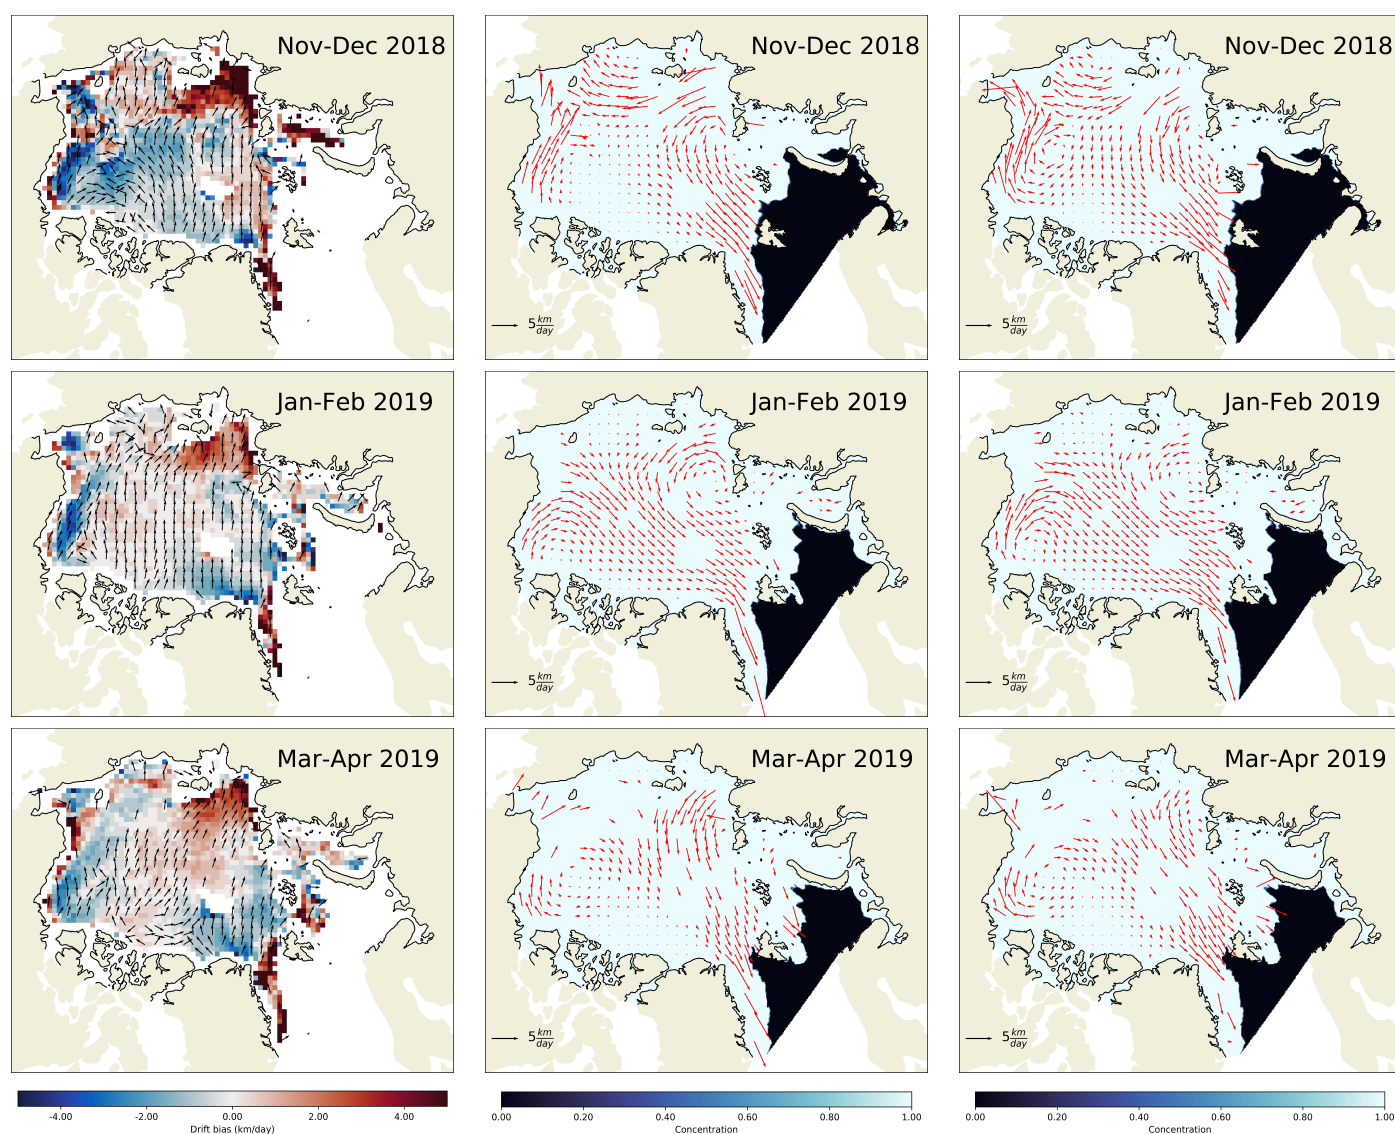 Nov-Dec 2018
Nov-Dec 2018
5 km/day
Nov-Dec 2018
5 km/day
Jan-Feb 2019
Jan-Feb 2019
5 km/day
Jan-Feb 2019
5 km/day
Mar-Apr 2019
Mar-Apr 2019
5 km/day
Mar-Apr 2019
5 km/day
-4.00 -2.00 0.00 2.00 4.00
Drift bias (km/day)
0.00 0.20 0.40 0.60 0.80 1.00
Concentration
0.00 0.20 0.40 0.60 0.80 1.00
Concentration